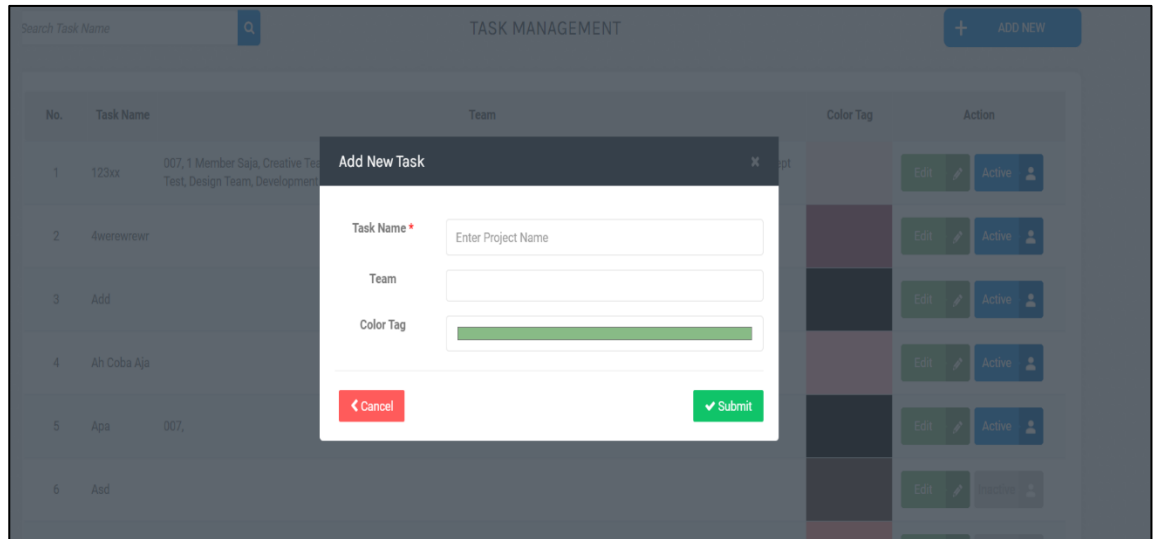 Search Task Name
TASK MANAGEMENT
+ ADD NEW
No. Task Name Team Color Tag Action
1 123xx 007, 1 Member Saja, Creative Tea
Test, Design Team, Development
Edit Active
2 4werewrewr Edit Active
3 Add Edit Active
4 Ah Coba Aja Edit Active
5 Apa 007, Edit Active
6 Asd Edit Inactive
Add New Task x
Task Name * Enter Project Name
Team
Color Tag
Cancel Submit